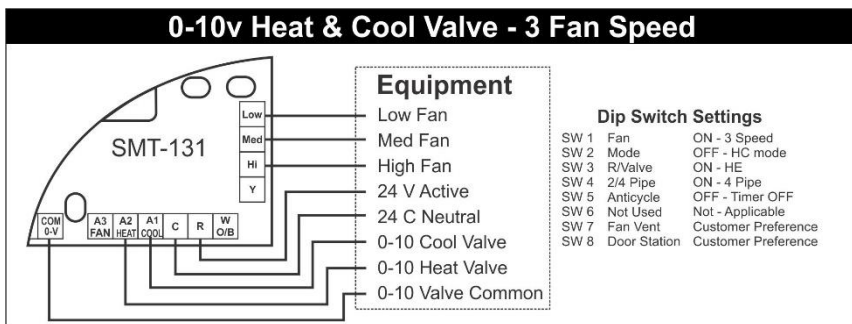 0-10v Heat & Cool Valve - 3 Fan Speed
SMT-131
Low
Med
Hi
Y
COM 0-V
A3 FAN
A2 HEAT
A1 COOL
C
R
W O/B
Equipment
Low Fan
Med Fan
High Fan
24 V Active
24 C Neutral
0-10 Cool Valve
0-10 Heat Valve
0-10 Valve Common
Dip Switch Settings
SW 1 Fan ON - 3 Speed
SW 2 Mode OFF - HC mode
SW 3 R/Valve ON - HE
SW 4 2/4 Pipe ON - 4 Pipe
SW 5 Anticycle OFF - Timer OFF
SW 6 Not Used Not - Applicable
SW 7 Fan Vent Customer Preference
SW 8 Door Station Customer Preference